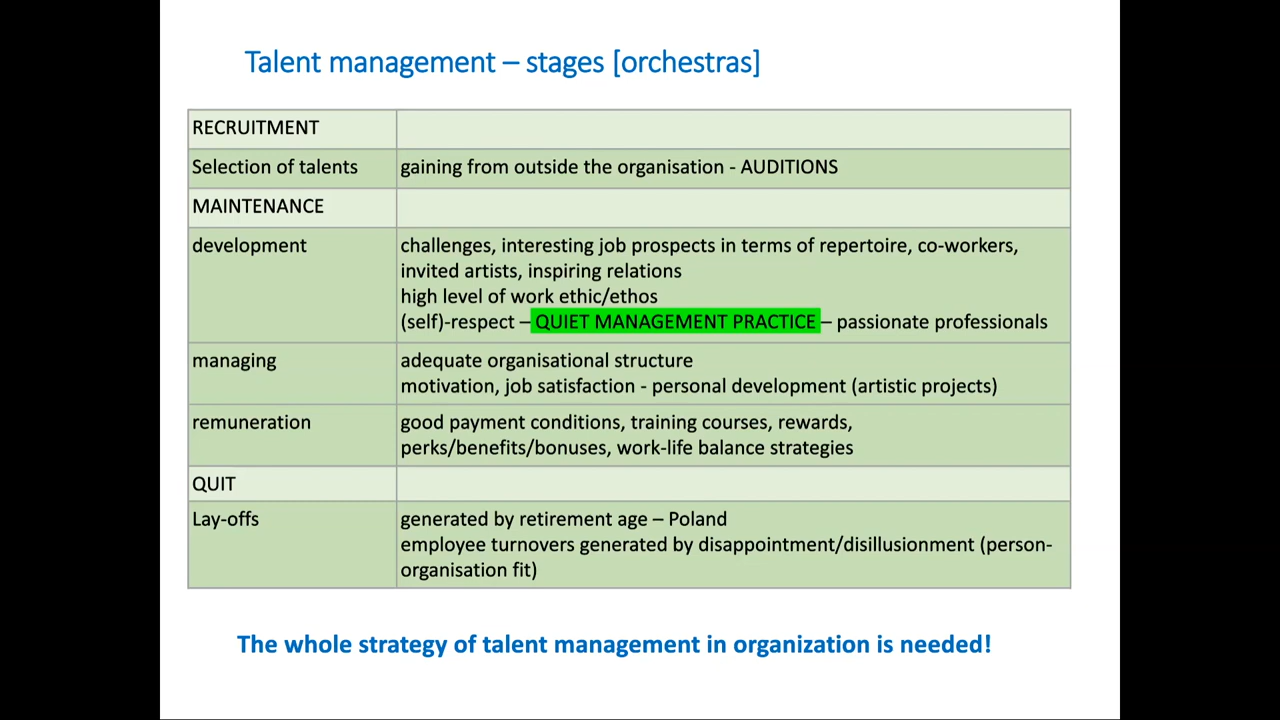 Talent management – stages [orchestras]
RECRUITMENT
Selection of talents
gaining from outside the organisation - AUDITIONS
MAINTENANCE
development
challenges, interesting job prospects in terms of repertoire, co-workers,
invited artists, inspiring relations
high level of work ethic/ethos
(self)-respect – QUIET MANAGEMENT PRACTICE – passionate professionals
managing
adequate organisational structure
motivation, job satisfaction - personal development (artistic projects)
remuneration
good payment conditions, training courses, rewards,
perks/benefits/bonuses, work-life balance strategies
QUIT
Lay-offs
generated by retirement age – Poland
employee turnovers generated by disappointment/disillusionment (person-
organisation fit)
The whole strategy of talent management in organization is needed!